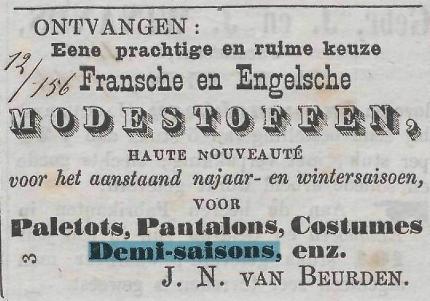 ONTVANGEN:
Eene prachtige en ruime keuze
12/-156
Fransche en Engelsche
MODESTOFFEN,
HAUTE NOUVEAUTÉ
voor het aanstaand najaar- en wintersaisoen,
VOOR
Paletots, Pantalons, Costumes
Demi-saisons, enz.
3
J. N. VAN BEURDEN.